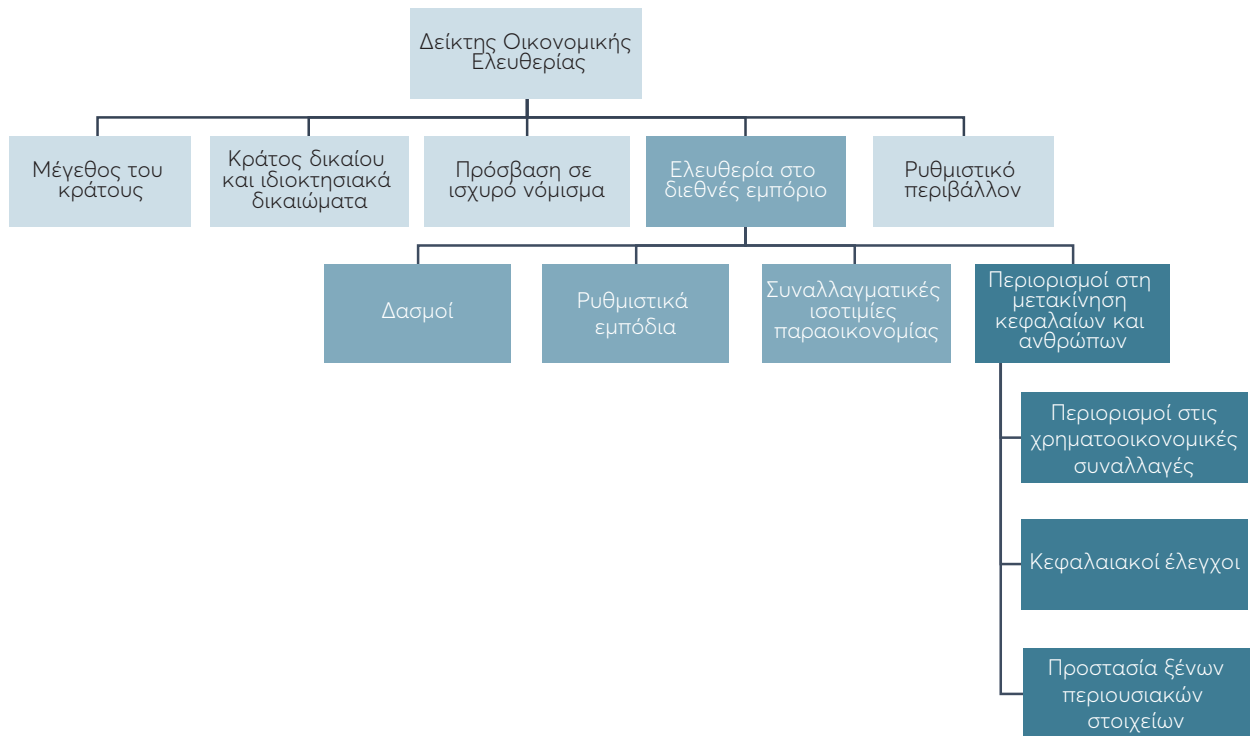 Δείκτης Οικονομικής
Ελευθερίας
Μέγεθος του
κράτους
Κράτος δικαίου
και ιδιοκτησιακά
δικαιώματα
Πρόσβαση σε
ισχυρό νόμισμα
Ελευθερία στο
διεθνές εμπόριο
Ρυθμιστικό
περιβάλλον
Δασμοί
Ρυθμιστικά
εμπόδια
Συναλλαγματικές
ισοτιμίες
παραοικονομίας
Περιορισμοί στη
μετακίνηση
κεφαλαίων και
ανθρώπων
Περιορισμοί στις
χρηματοοικονομικές
συναλλαγές
Κεφαλαιακοί έλεγχοι
Προστασία ξένων
περιουσιακών
στοιχείων